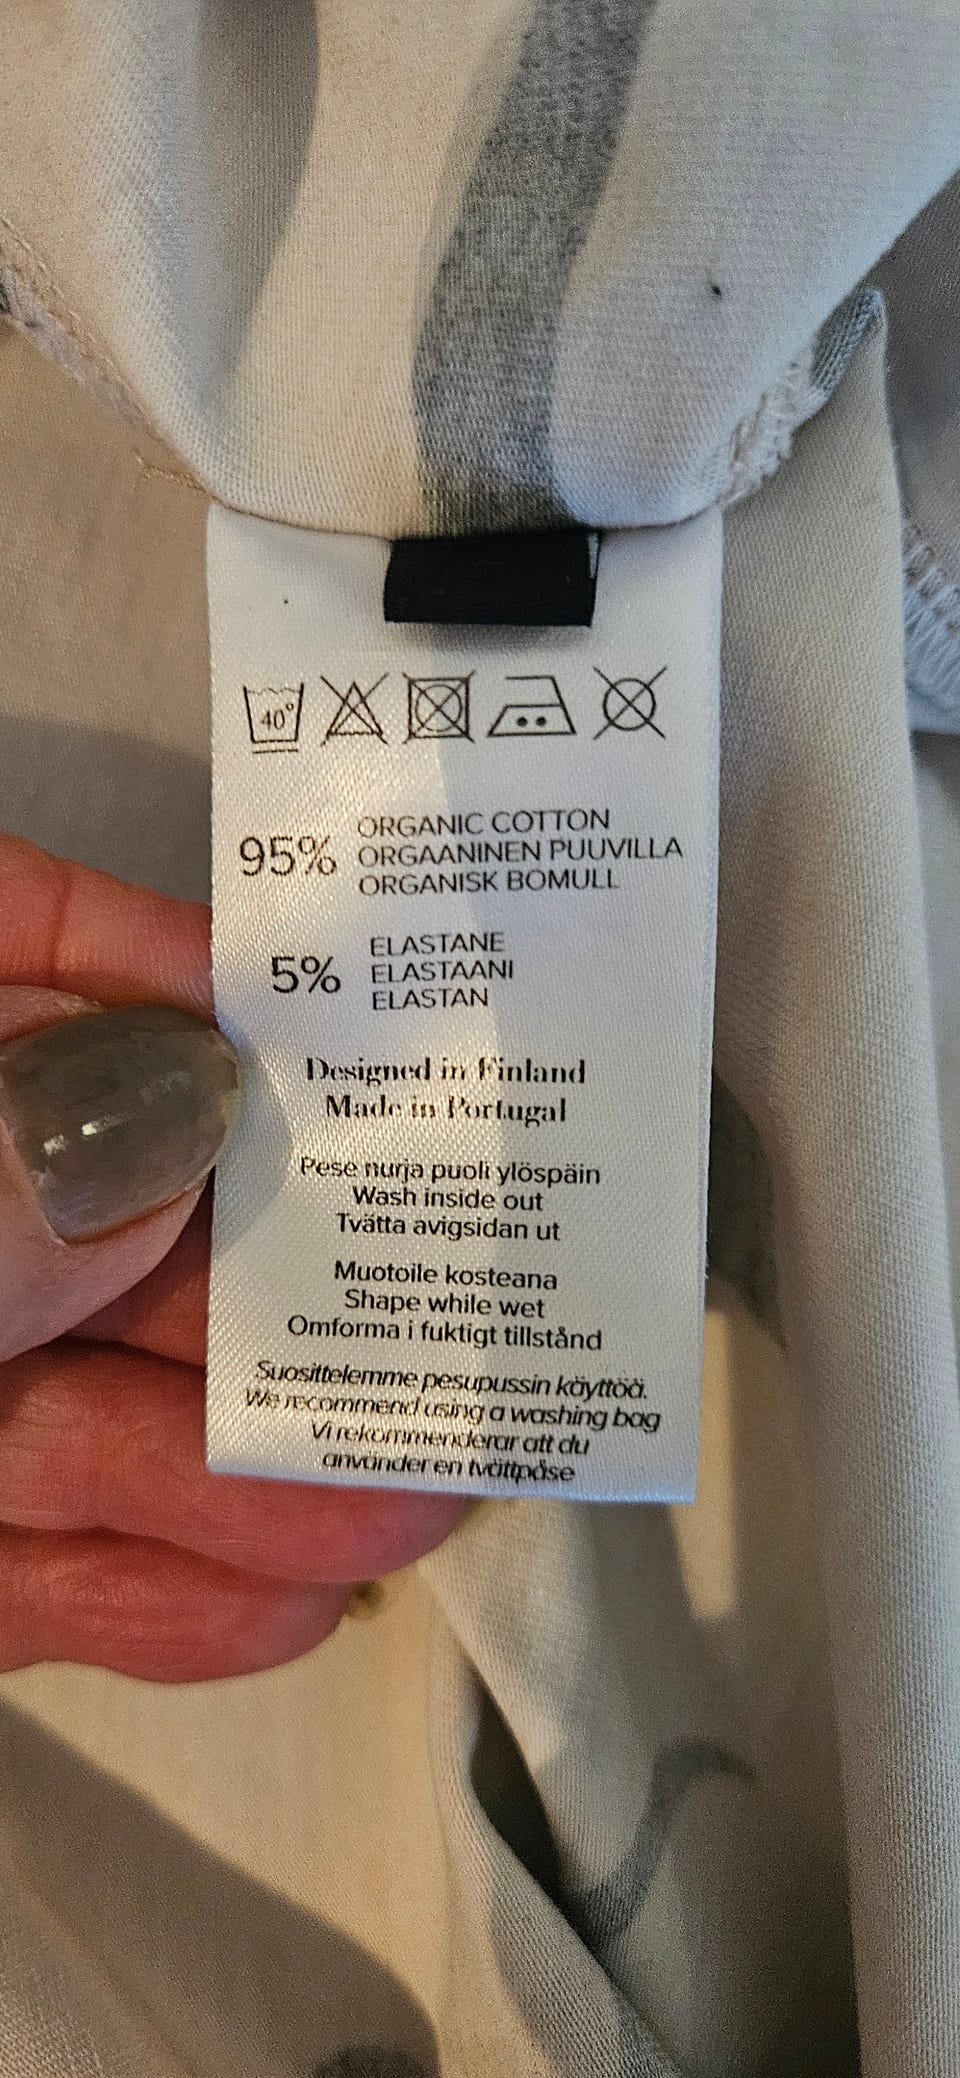 40°
95% ORGANIC COTTON
ORGAANINEN PUUVILLA
ORGANISK BOMULL
5% ELASTANE
ELASTAANI
ELASTAN
Designed in Finland
Made in Portugal
Pese nurja puoli ylöspäin
Wash inside out
Tvätta avigsidan ut
Muotoile kosteana
Shape while wet
Omforma i fuktigt tillstånd
Suosittelemme pesupussin käyttöä.
We recommend using a washing bag
Vi rekommenderar att du
använder en tvättpåse